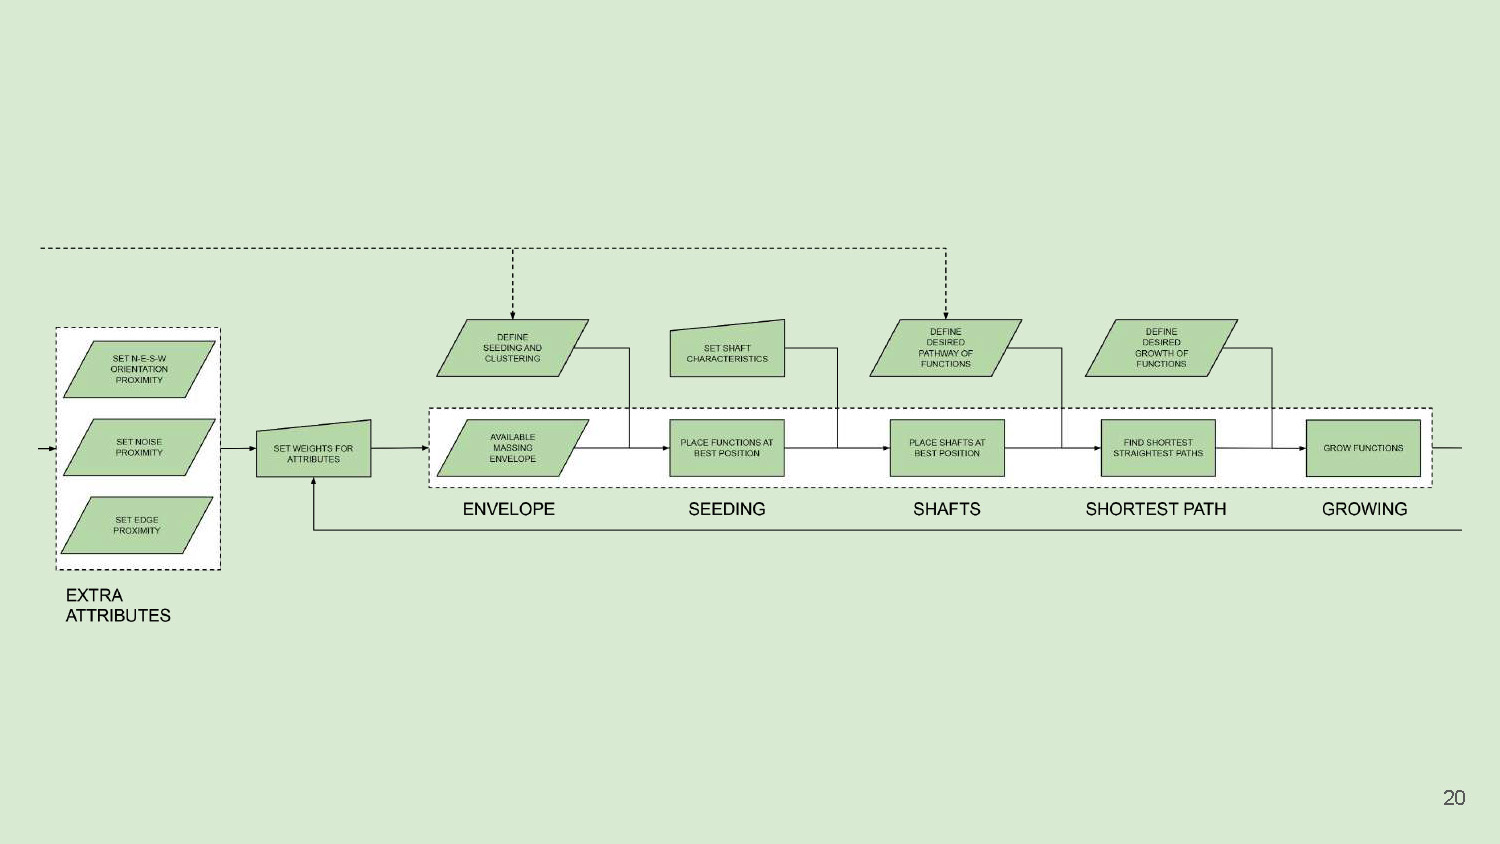 SET N-E-S-W
ORIENTATION
PROXIMITY
SET NOISE
PROXIMITY
SET EDGE
PROXIMITY
EXTRA
ATTRIBUTES
SET WEIGHTS FOR
ATTRIBUTES
DEFINE
SEEDING AND
CLUSTERING
SET SHAFT
CHARACTERISTICS
DEFINE
DESIRED
PATHWAY OF
FUNCTIONS
DEFINE
DESIRED
GROWTH OF
FUNCTIONS
AVAILABLE
MASSING
ENVELOPE
PLACE FUNCTIONS AT
BEST POSITION
PLACE SHAFTS AT
BEST POSITION
FIND SHORTEST
STRAIGHTEST PATHS
GROW FUNCTIONS
ENVELOPE
SEEDING
SHAFTS
SHORTEST PATH
GROWING
20